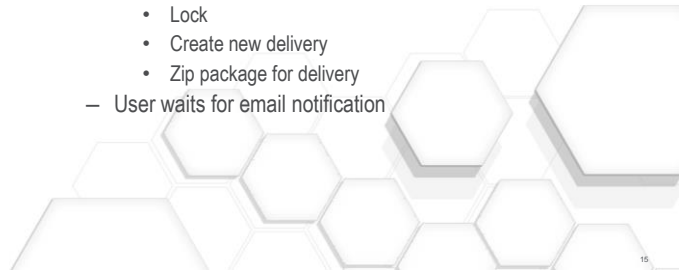 • Lock
• Create new delivery
• Zip package for delivery
– User waits for email notification
15